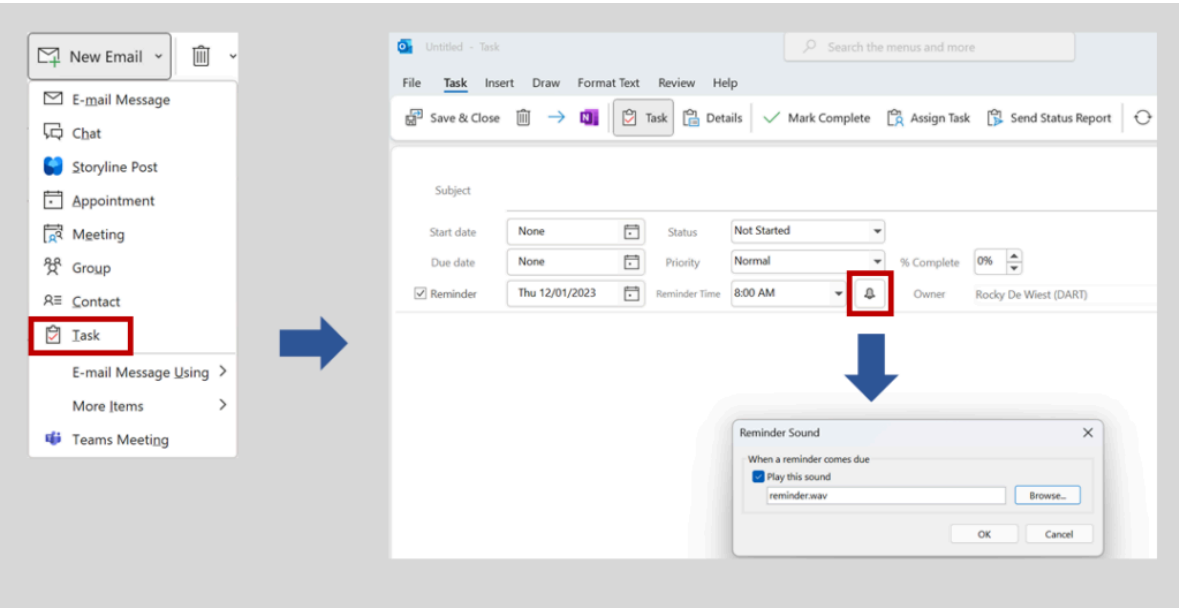 New Email
E-mail Message
Chat
Storyline Post
Appointment
Meeting
Group
Contact
Task
E-mail Message Using
More Items
Teams Meeting
Untitled - Task
Search the menus and more
File Task Insert Draw Format Text Review Help
Save & Close Task Details Mark Complete Assign Task Send Status Report
Subject
Start date None Status Not Started
Due date None Priority Normal % Complete 0%
Reminder Thu 12/01/2023 Reminder Time 8:00 AM Owner Rocky De Wiest (DART)
Reminder Sound
When a reminder comes due
Play this sound
reminder.wav Browse...
OK Cancel